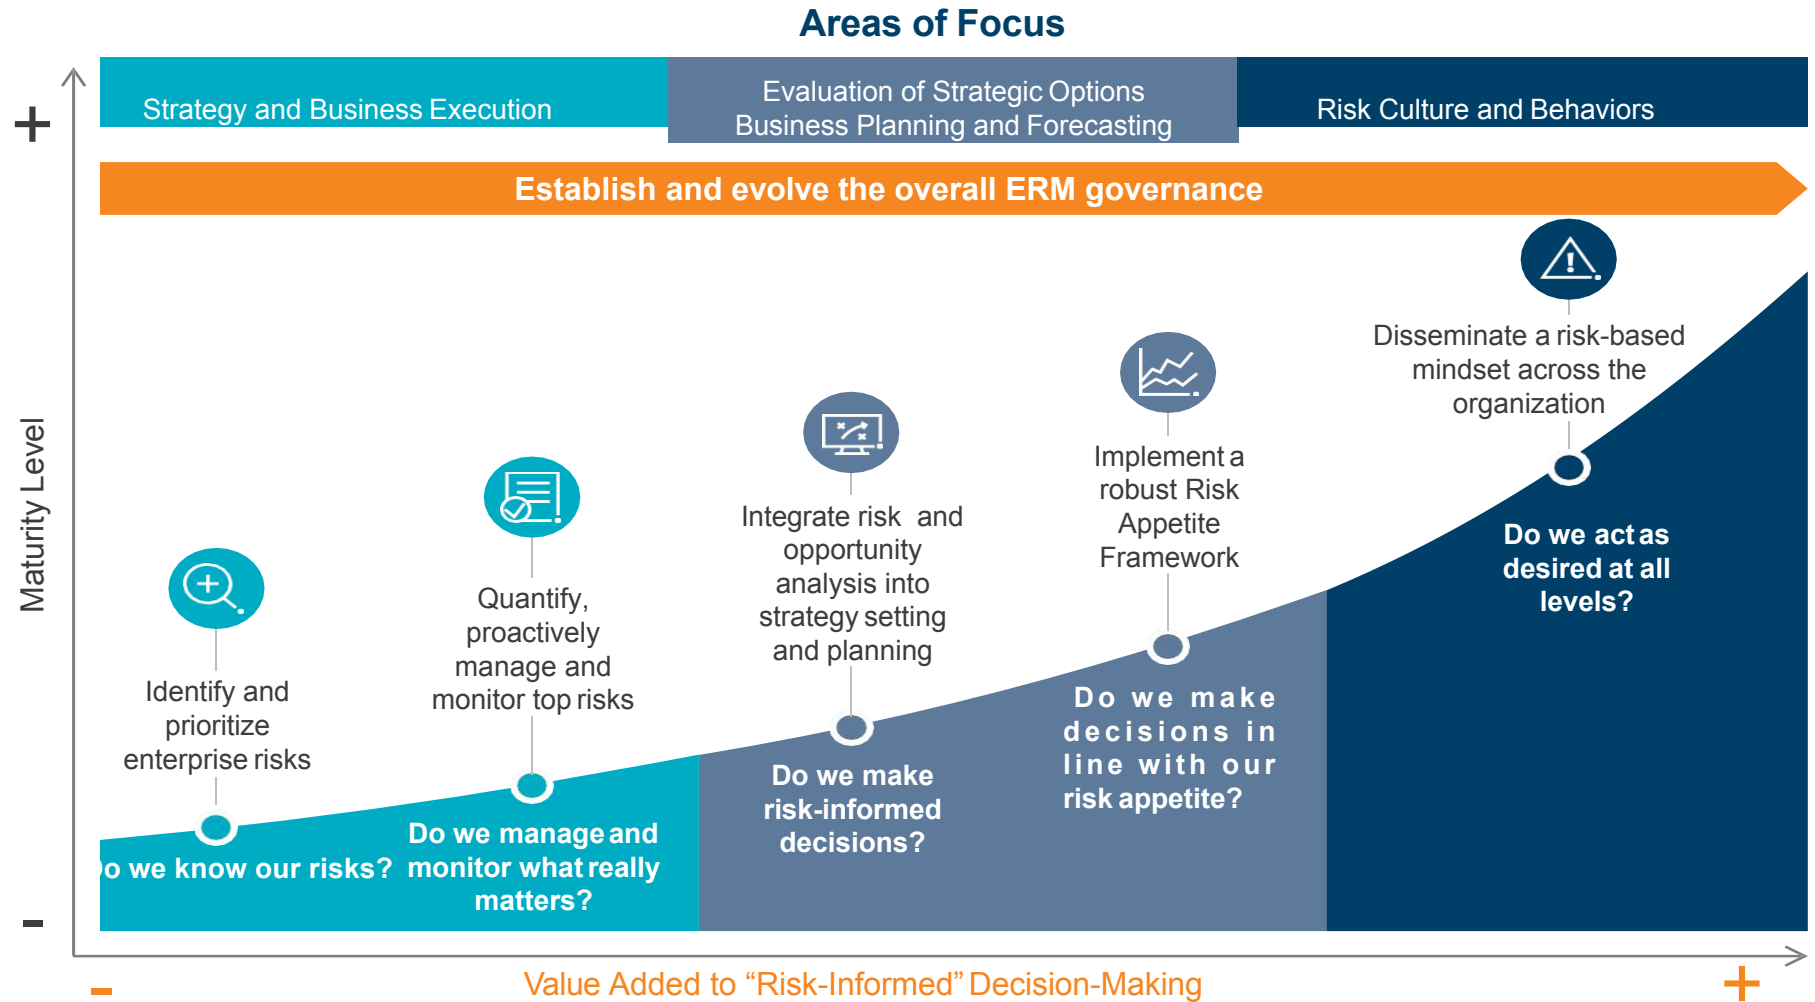 Areas of Focus
Strategy and Business Execution
Evaluation of Strategic Options
Business Planning and Forecasting
Risk Culture and Behaviors
+
Establish and evolve the overall ERM governance
Maturity Level
Identify and
prioritize
enterprise risks
Quantify,
proactively
manage and
monitor top risks
Integrate risk and
opportunity
analysis into
strategy setting
and planning
Implement a
robust Risk
Appetite
Framework
Disseminate a risk-based
mindset across the
organization
o we know our risks?
Do we manage and
monitor what really
matters?
Do we make
risk-informed
decisions?
Do we make
decisions in
line with our
risk appetite?
Do we act as
desired at all
levels?
-
-
Value Added to “Risk-Informed” Decision-Making
+